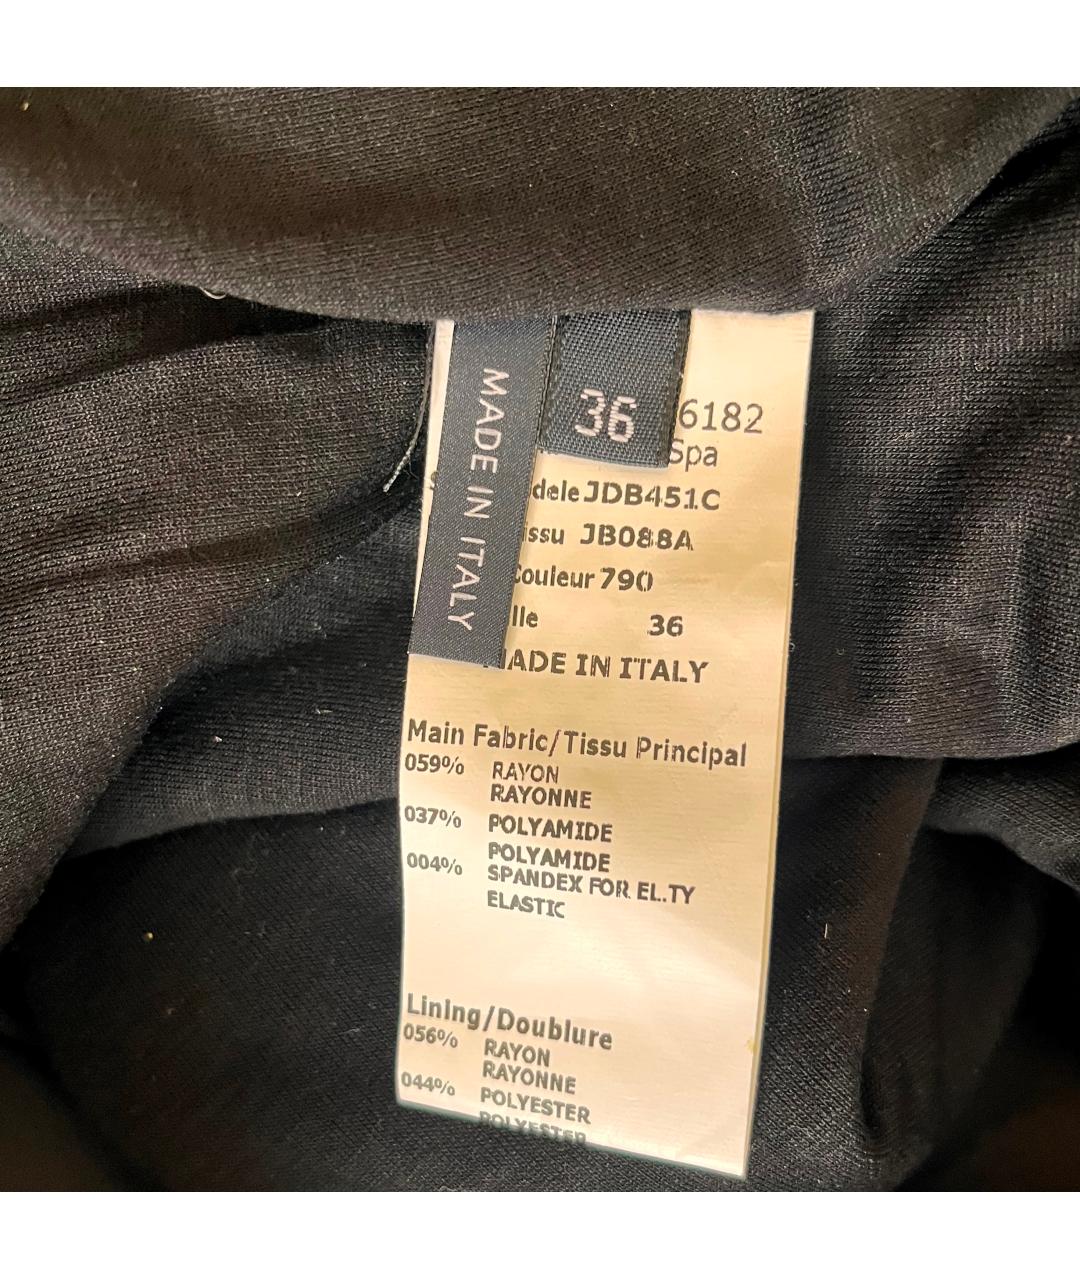 MADE IN ITALY
36
6182
Spa
dele JDB451C
issu JB088A
Couleur 790
lle 36
MADE IN ITALY
Main Fabric/Tissu Principal
059% RAYON
RAYONNE
037% POLYAMIDE
POLYAMIDE
004% SPANDEX FOR EL.TY
ELASTIC
Lining/Doublure
056% RAYON
RAYONNE
044% POLYESTER
POLYESTER